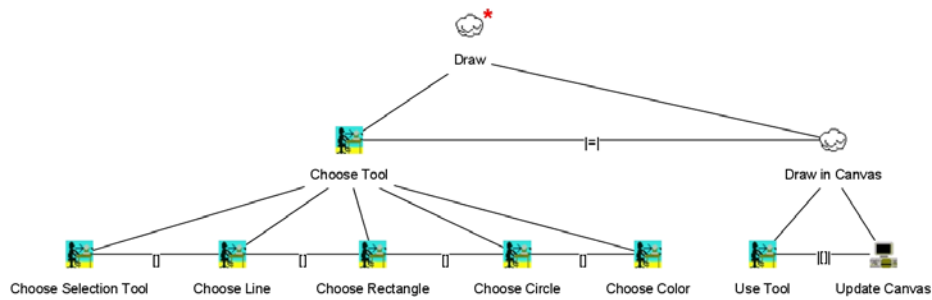 *
Draw
|=|
Choose Tool
Draw in Canvas
[]
[]
[]
[]
|[]|
Choose Selection Tool
Choose Line
Choose Rectangle
Choose Circle
Choose Color
Use Tool
Update Canvas